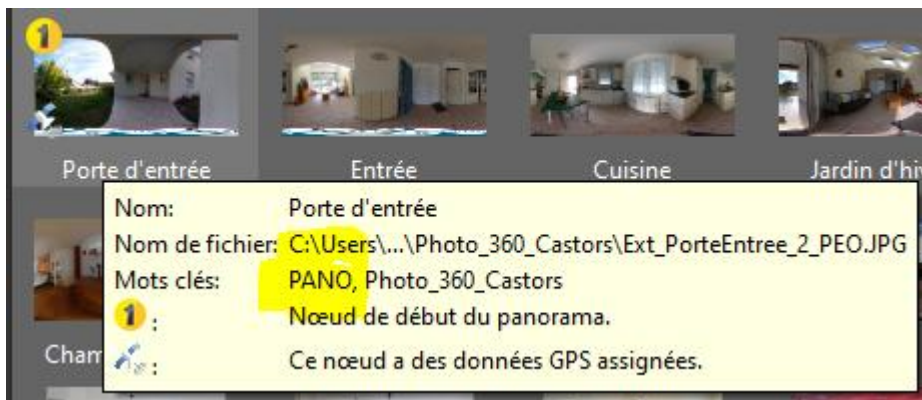 1
Porte d'entrée
Entrée
Cuisine
Jardin d'hiv
Nom: Porte d'entrée
Nom de fichier: C:\Users\...\Photo_360_Castors\Ext_PorteEntree_2_PEO.JPG
Mots clés: PANO, Photo_360_Castors
1 : Nœud de début du panorama.
: Ce nœud a des données GPS assignées.
Cham